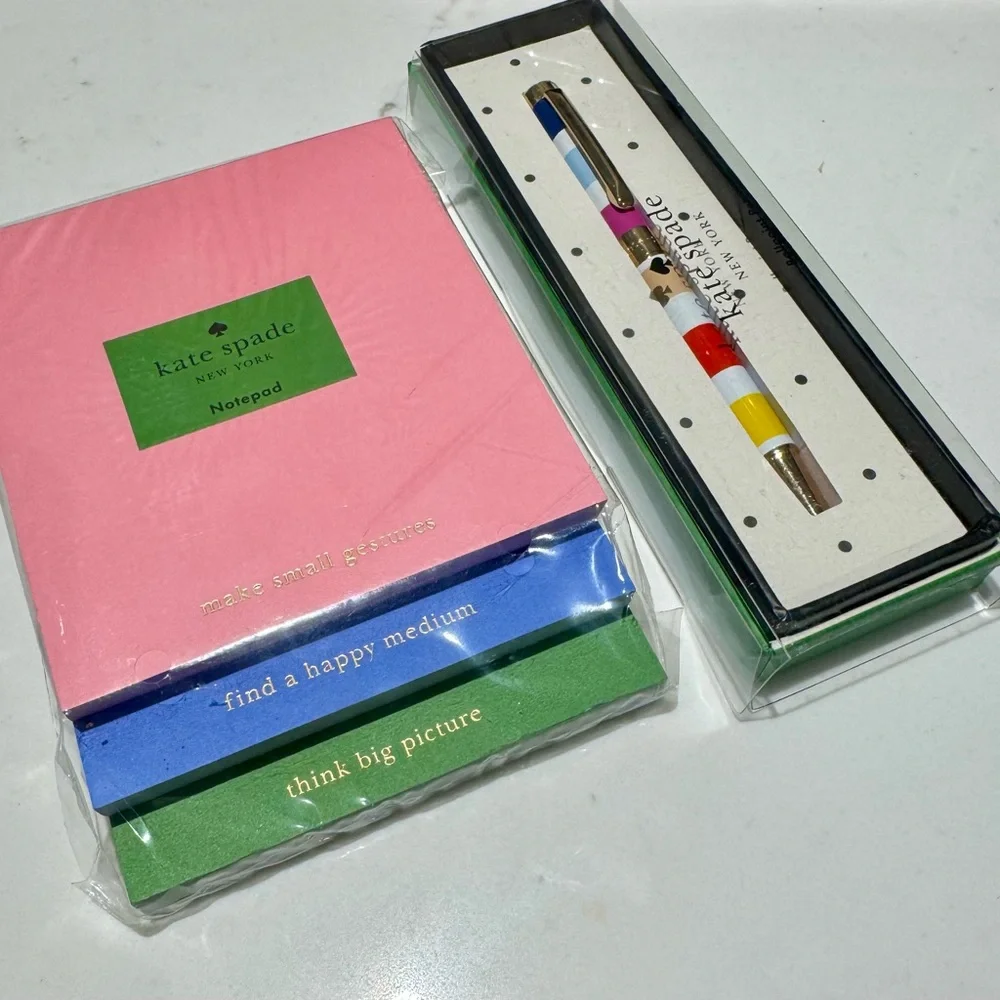 kate spade
NEW YORK
Notepad
make small gestures
find a happy medium
think big picture
kate spade
NEW YORK